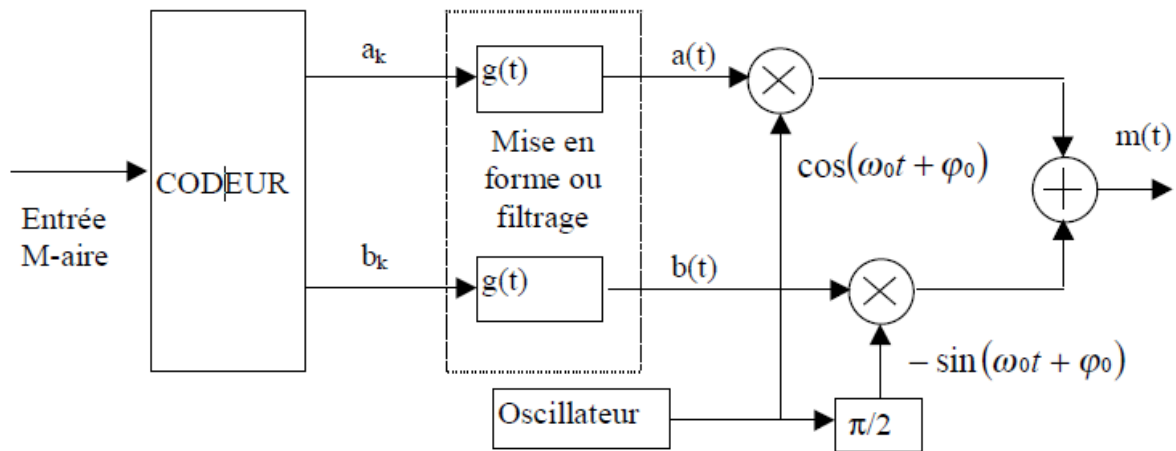 a_k
g(t)
a(t)
Mise en
forme ou
filtrage
cos(ω₀t + φ₀)
m(t)
CODEUR
Entrée
M-aire
b_k
g(t)
b(t)
− sin(ω₀t + φ₀)
Oscillateur
π/2